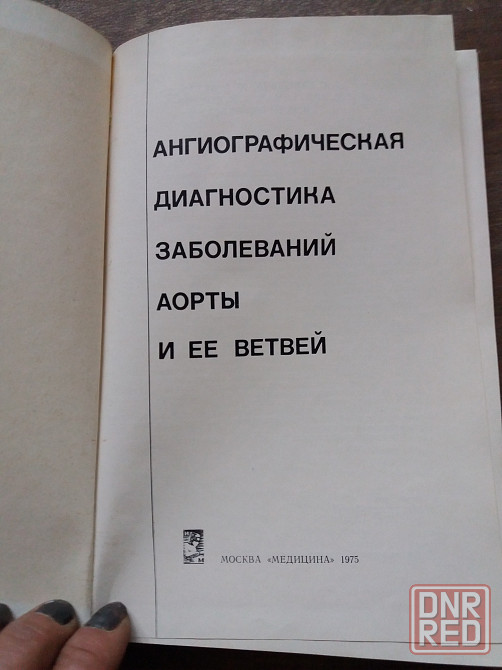 АНГИОГРАФИЧЕСКАЯ
ДИАГНОСТИКА
ЗАБОЛЕВАНИЙ
АОРТЫ
И ЕЕ ВЕТВЕЙ
МОСКВА «МЕДИЦИНА» 1975
DNR
RED